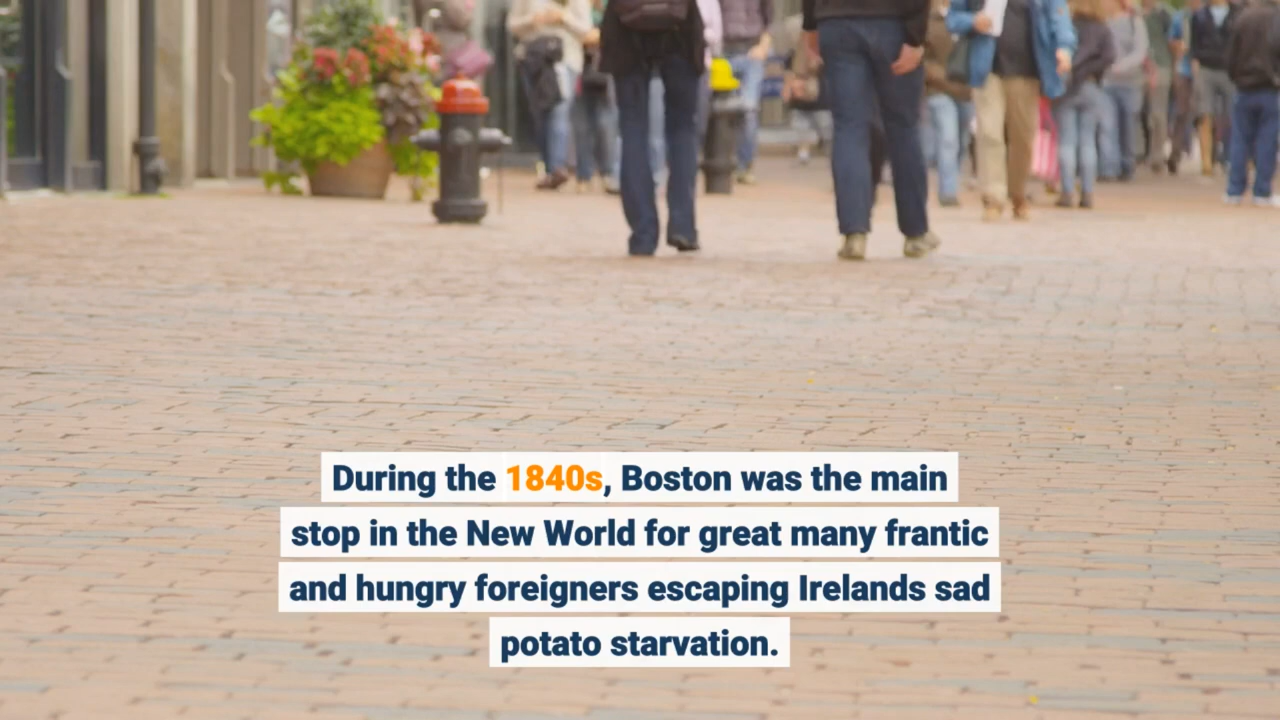 During the 1840s, Boston was the main
stop in the New World for great many frantic
and hungry foreigners escaping Irelands sad
potato starvation.